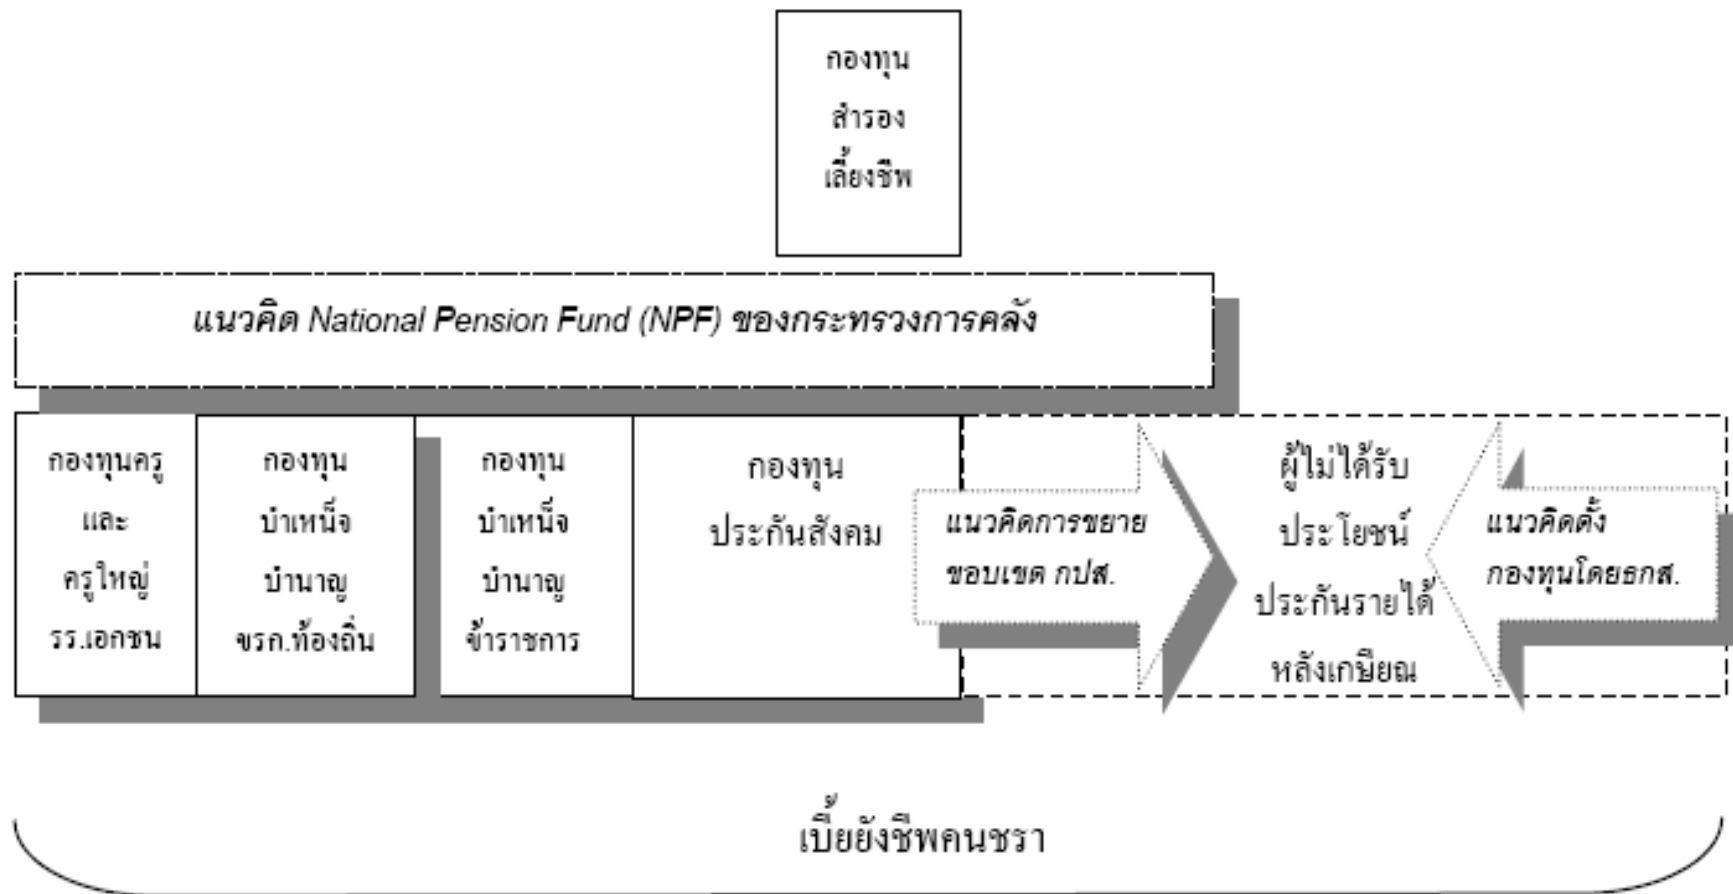 กองทุน
สำรอง
เลี้ยงชีพ
แนวคิด National Pension Fund (NPF) ของกระทรวงการคลัง
กองทุนครู
และ
ครูใหญ่
รร.เอกชน
กองทุน
บำเหน็จ
บำนาญ
ขรก.ท้องถิ่น
กองทุน
บำเหน็จ
บำนาญ
ข้าราชการ
กองทุน
ประกันสังคม
แนวคิดการขยาย
ขอบเขต กปส.
ผู้ไม่ได้รับ
ประโยชน์
ประกันรายได้
หลังเกษียณ
แนวคิดตั้ง
กองทุนโดยธกส.
เบี้ยยังชีพคนชรา